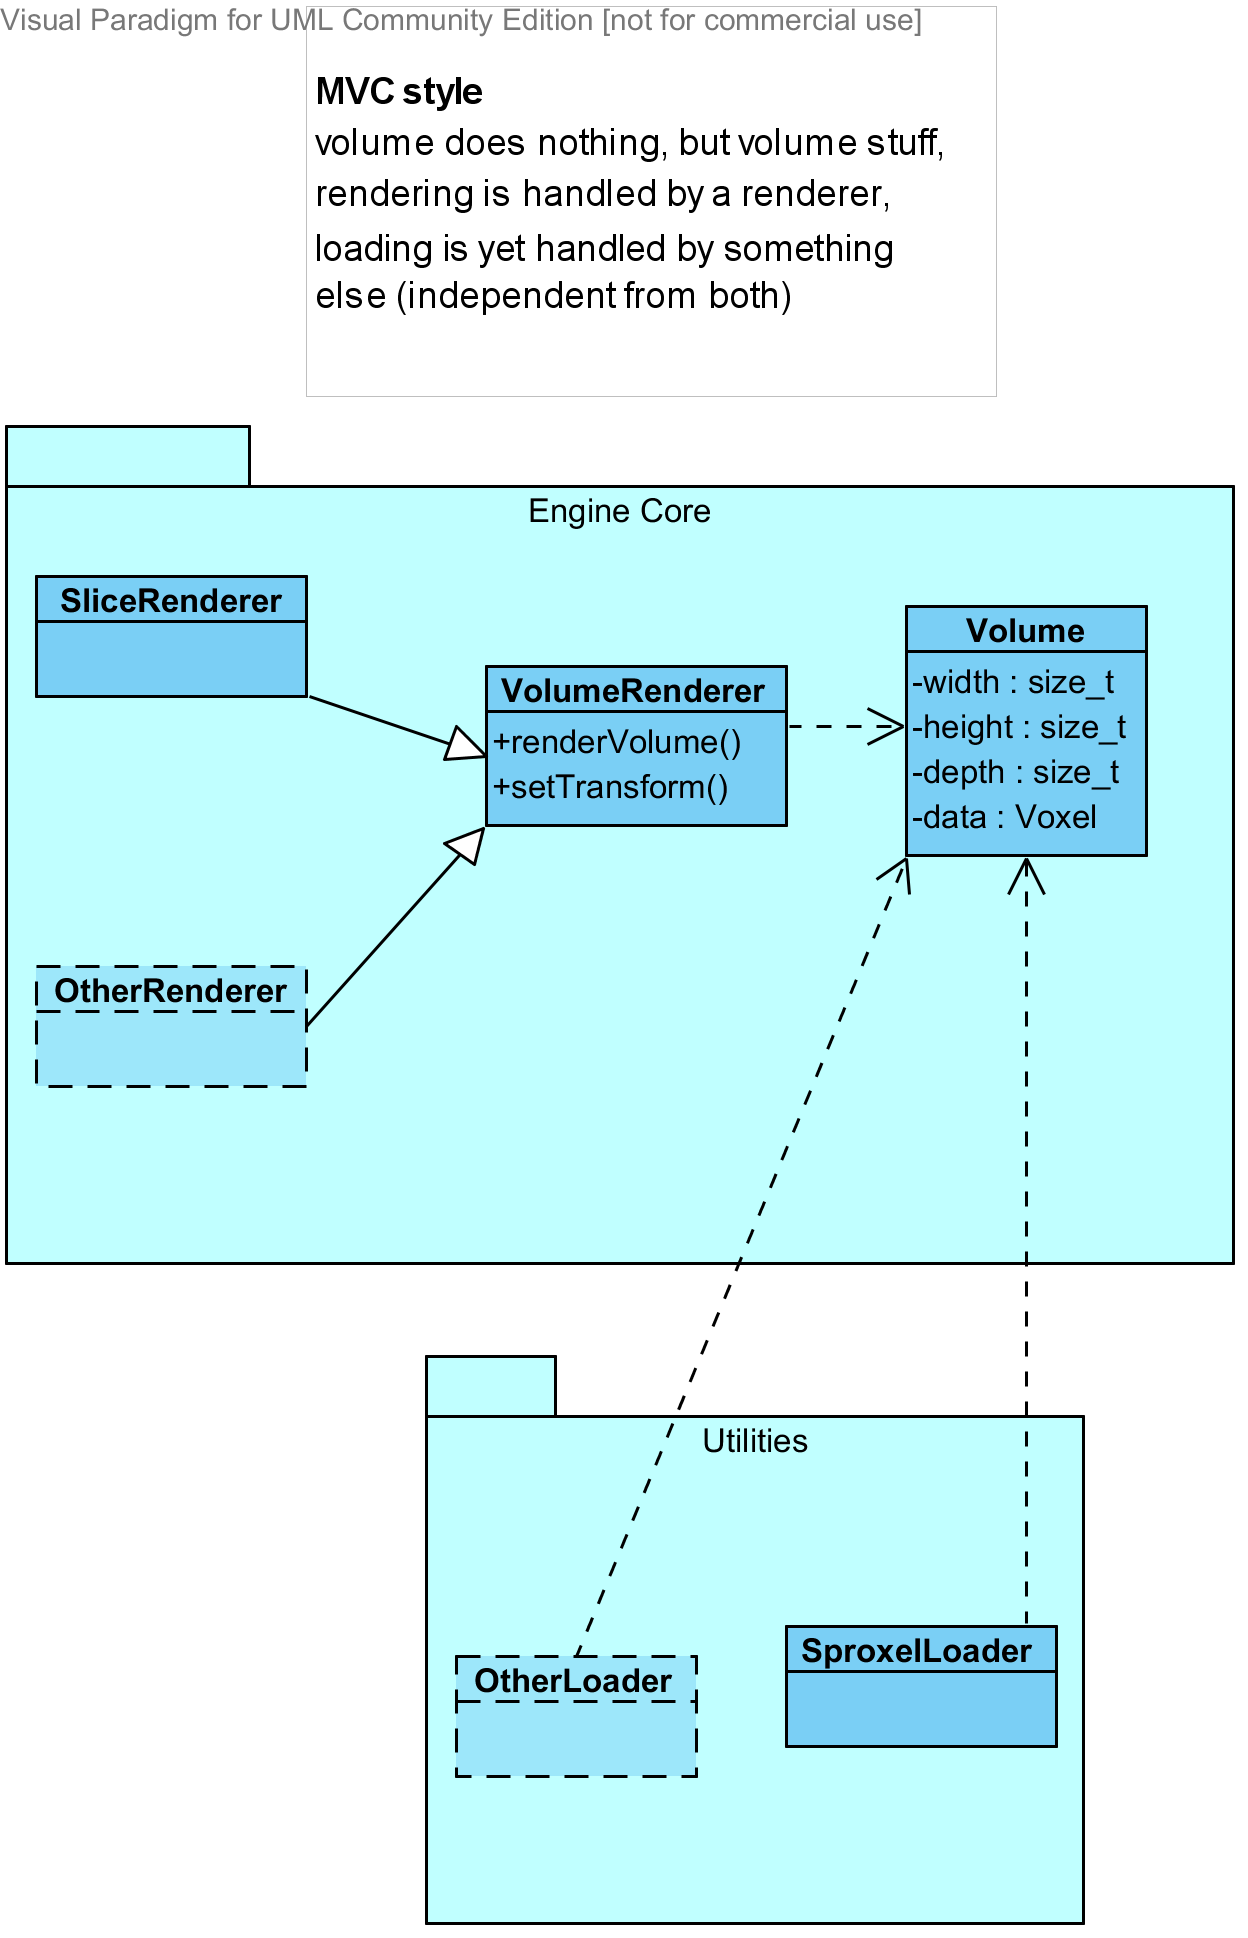 Visual Paradigm for UML Community Edition [not for commercial use]
MVC style
volume does nothing, but volume stuff,
rendering is handled by a renderer,
loading is yet handled by something
else (independent from both)
Engine Core
SliceRenderer
Volume
-width : size_t
-height : size_t
-depth : size_t
-data : Voxel
VolumeRenderer
+renderVolume()
+setTransform()
OtherRenderer
Utilities
OtherLoader
SproxelLoader